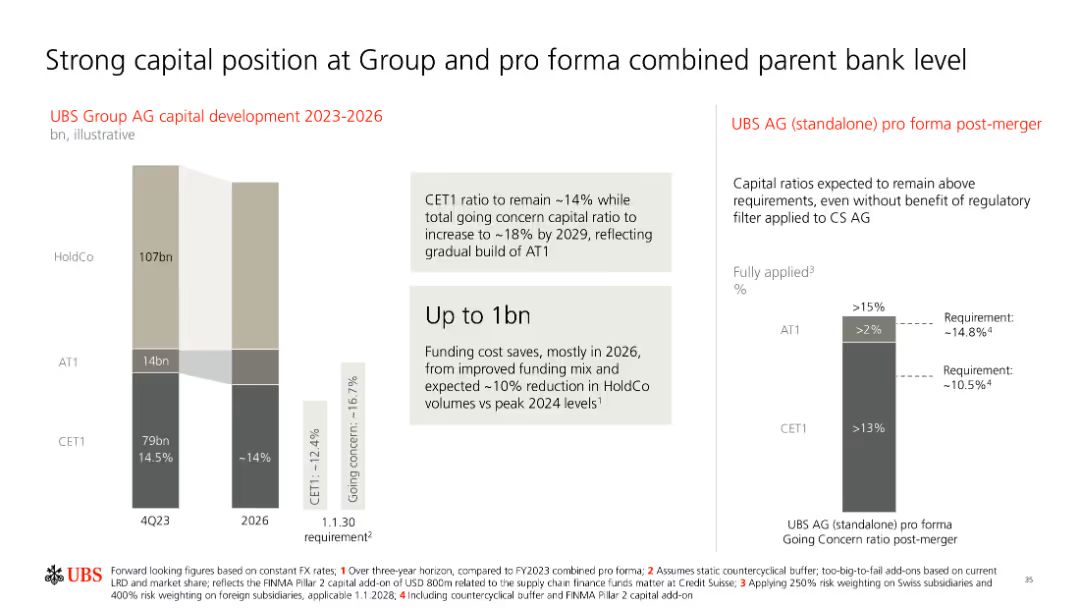 Strong capital position at Group and pro forma combined parent bank level
UBS Group AG capital development 2023-2026
bn, illustrative
HoldCo
107bn
AT1
14bn
CET1
79bn
14.5%
~14%
4Q23
2026
CET1: ~12.4%
Going concern: ~16.7%
1.1.30
requirement2
CET1 ratio to remain ~14% while
total going concern capital ratio to
increase to ~18% by 2029, reflecting
gradual build of AT1
Up to 1bn
Funding cost saves, mostly in 2026,
from improved funding mix and
expected ~10% reduction in HoldCo
volumes vs peak 2024 levels1
UBS AG (standalone) pro forma post-merger
Capital ratios expected to remain above
requirements, even without benefit of regulatory
filter applied to CS AG
Fully applied3
%
>15%
AT1
>2%
Requirement:
~14.8%4
Requirement:
~10.5%4
CET1
>13%
UBS AG (standalone) pro forma
Going Concern ratio post-merger
UBS
Forward looking figures based on constant FX rates; 1 Over three-year horizon, compared to FY2023 combined pro forma; 2 Assumes static countercyclical buffer; too-big-to-fail add-ons based on current
LRD and market share; reflects the FINMA Pillar 2 capital add-on of USD 800m related to the supply chain finance funds matter at Credit Suisse; 3 Applying 250% risk weighting on Swiss subsidiaries and
400% risk weighting on foreign subsidiaries, applicable 1.1.2028; 4 Including countercyclical buffer and FINMA Pillar 2 capital add-on
35